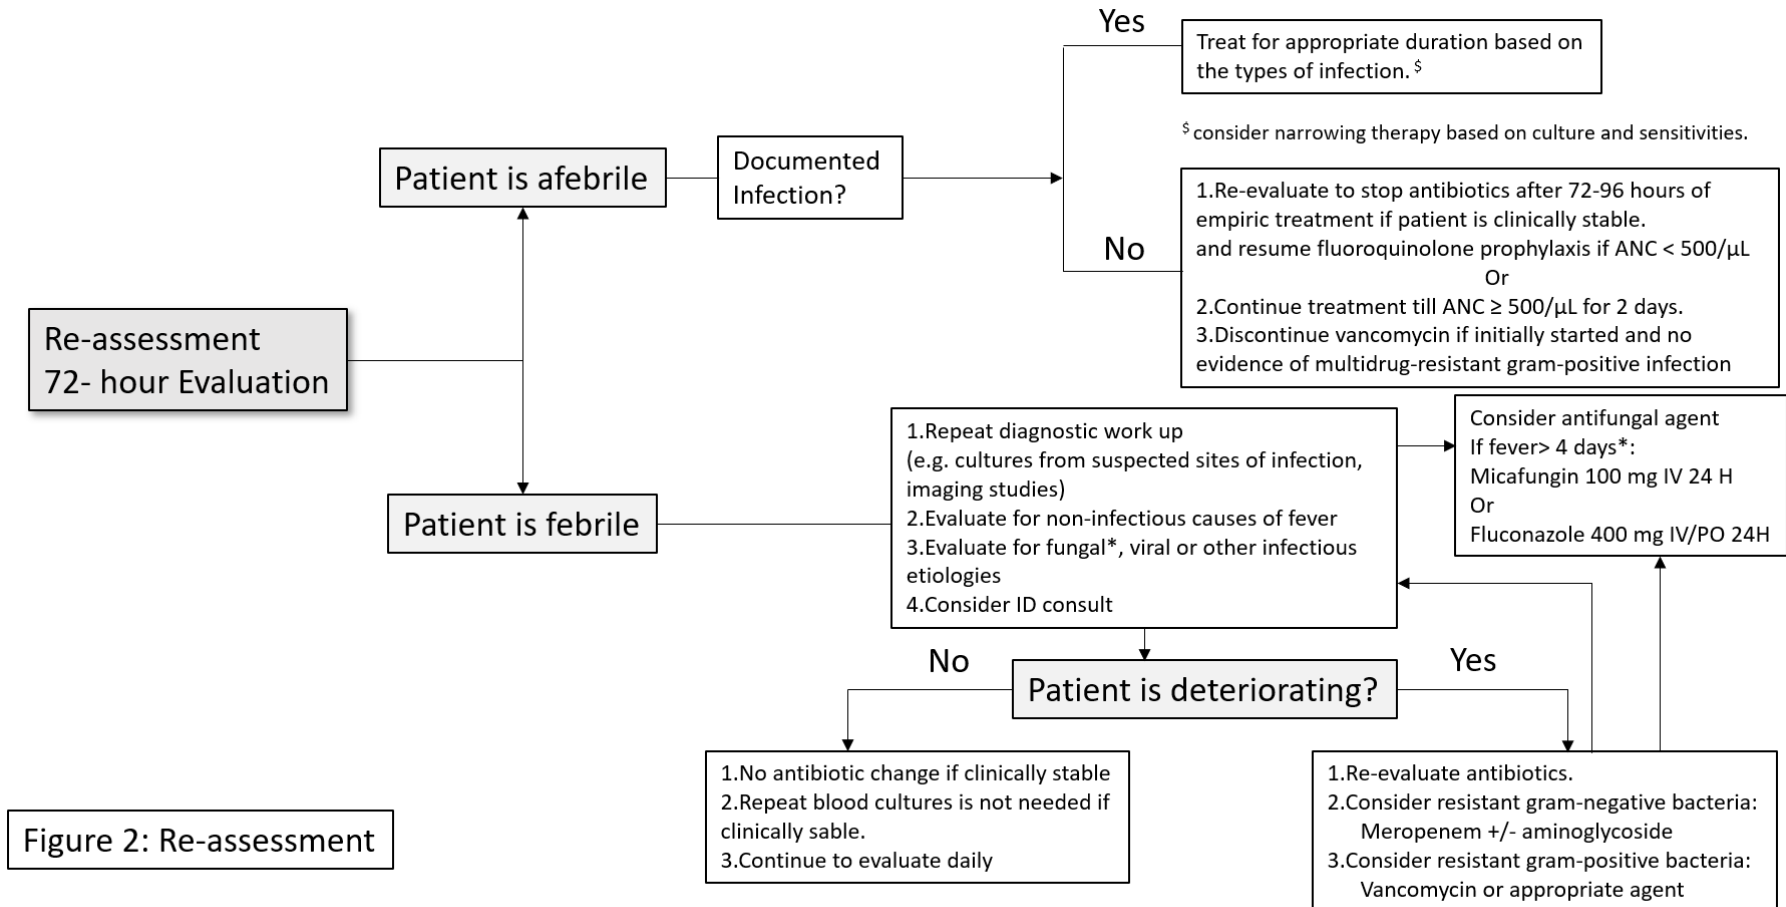 Yes
Treat for appropriate duration based on
the types of infection. $
$ consider narrowing therapy based on culture and sensitivities.
Patient is afebrile
Documented
Infection?
No
1.Re-evaluate to stop antibiotics after 72-96 hours of
empiric treatment if patient is clinically stable.
and resume fluoroquinolone prophylaxis if ANC < 500/µL
Or
2.Continue treatment till ANC ≥ 500/µL for 2 days.
3.Discontinue vancomycin if initially started and no
evidence of multidrug-resistant gram-positive infection
Re-assessment
72- hour Evaluation
Patient is febrile
1.Repeat diagnostic work up
(e.g. cultures from suspected sites of infection,
imaging studies)
2.Evaluate for non-infectious causes of fever
3.Evaluate for fungal*, viral or other infectious
etiologies
4.Consider ID consult
Consider antifungal agent
If fever> 4 days*:
Micafungin 100 mg IV 24 H
Or
Fluconazole 400 mg IV/PO 24H
Patient is deteriorating?
No
Yes
1.No antibiotic change if clinically stable
2.Repeat blood cultures is not needed if
clinically sable.
3.Continue to evaluate daily
1.Re-evaluate antibiotics.
2.Consider resistant gram-negative bacteria:
Meropenem +/- aminoglycoside
3.Consider resistant gram-positive bacteria:
Vancomycin or appropriate agent
Figure 2: Re-assessment